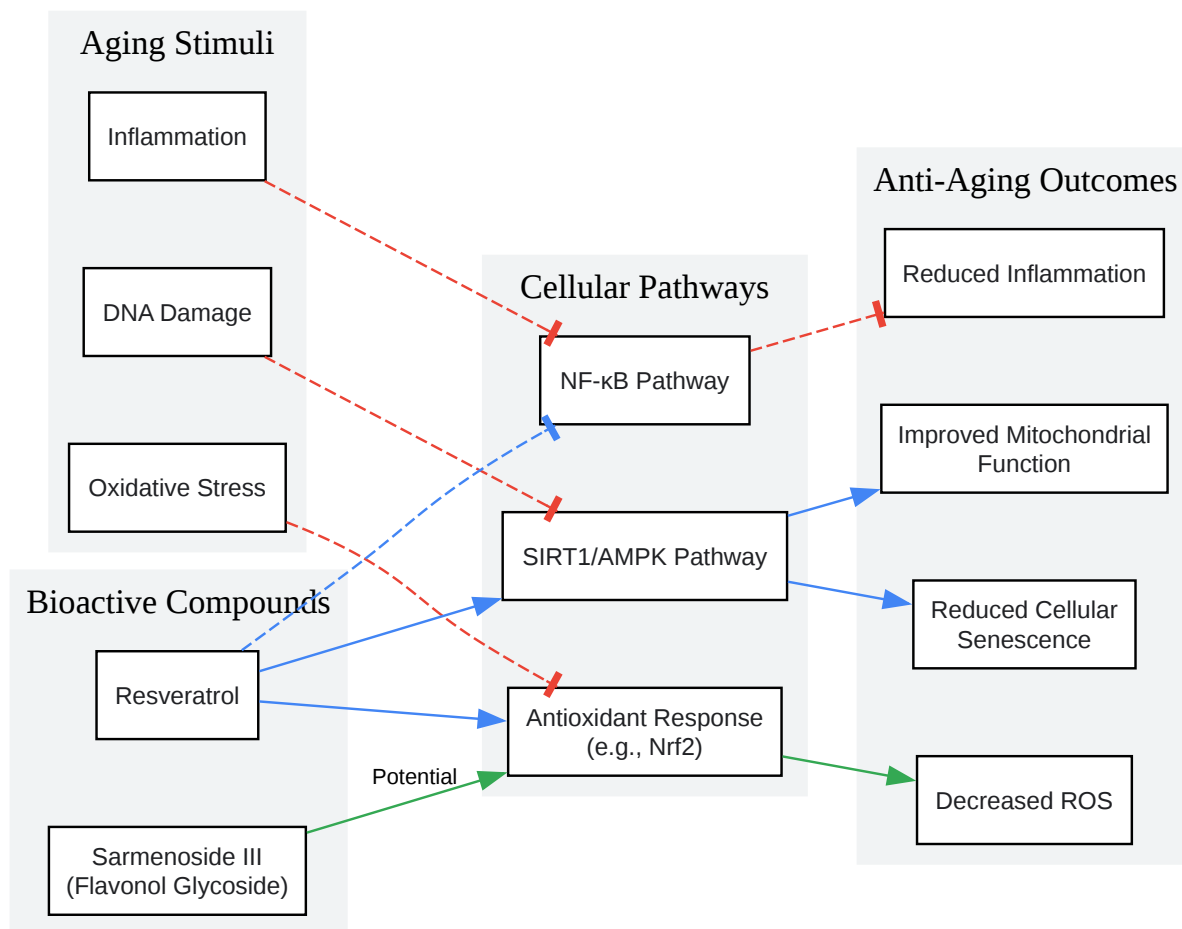 Aging Stimuli
Inflammation
DNA Damage
Oxidative Stress
Bioactive Compounds
Resveratrol
Sarmenoside III
(Flavonol Glycoside)
Potential
Cellular Pathways
NF-κB Pathway
SIRT1/AMPK Pathway
Antioxidant Response
(e.g., Nrf2)
Anti-Aging Outcomes
Reduced Inflammation
Improved Mitochondrial
Function
Reduced Cellular
Senescence
Decreased ROS